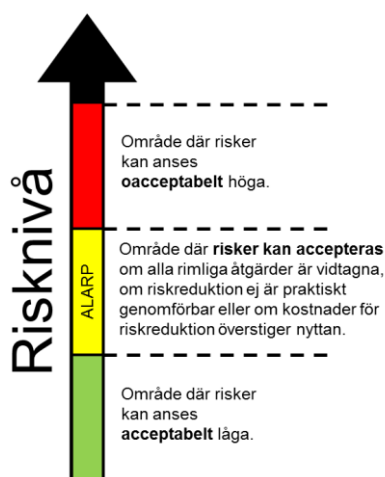 Risknivå
ALARP
Område där risker
kan anses
oacceptabelt höga.
Område där risker kan accepteras
om alla rimliga åtgärder är vidtagna,
om riskreduktion ej är praktiskt
genomförbar eller om kostnader för
riskreduktion överstiger nyttan.
Område där risker
kan anses
acceptabelt låga.